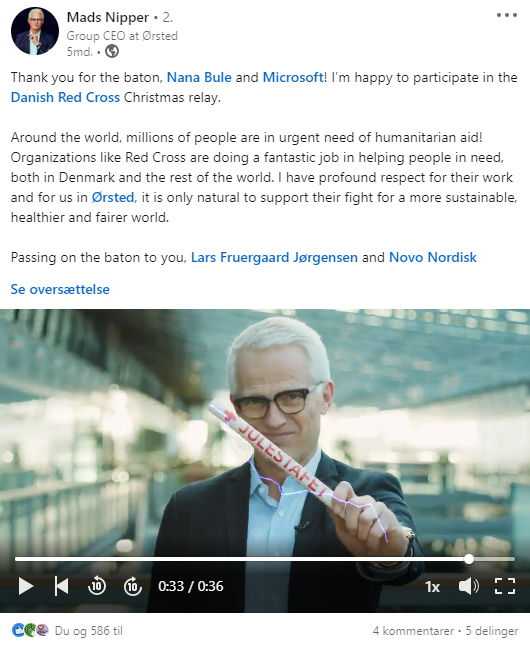 Mads Nipper • 2.
Group CEO at Ørsted
5md. •
Thank you for the baton, Nana Bule and Microsoft! I'm happy to participate in the
Danish Red Cross Christmas relay.
Around the world, millions of people are in urgent need of humanitarian aid!
Organizations like Red Cross are doing a fantastic job in helping people in need,
both in Denmark and the rest of the world. I have profound respect for their work
and for us in Ørsted, it is only natural to support their fight for a more sustainable,
healthier and fairer world.
Passing on the baton to you, Lars Fruergaard Jørgensen and Novo Nordisk
Se oversættelse
JULESTAFET
10
10
0:33 / 0:36
1x
Du og 586 til
4 kommentarer • 5 delinger